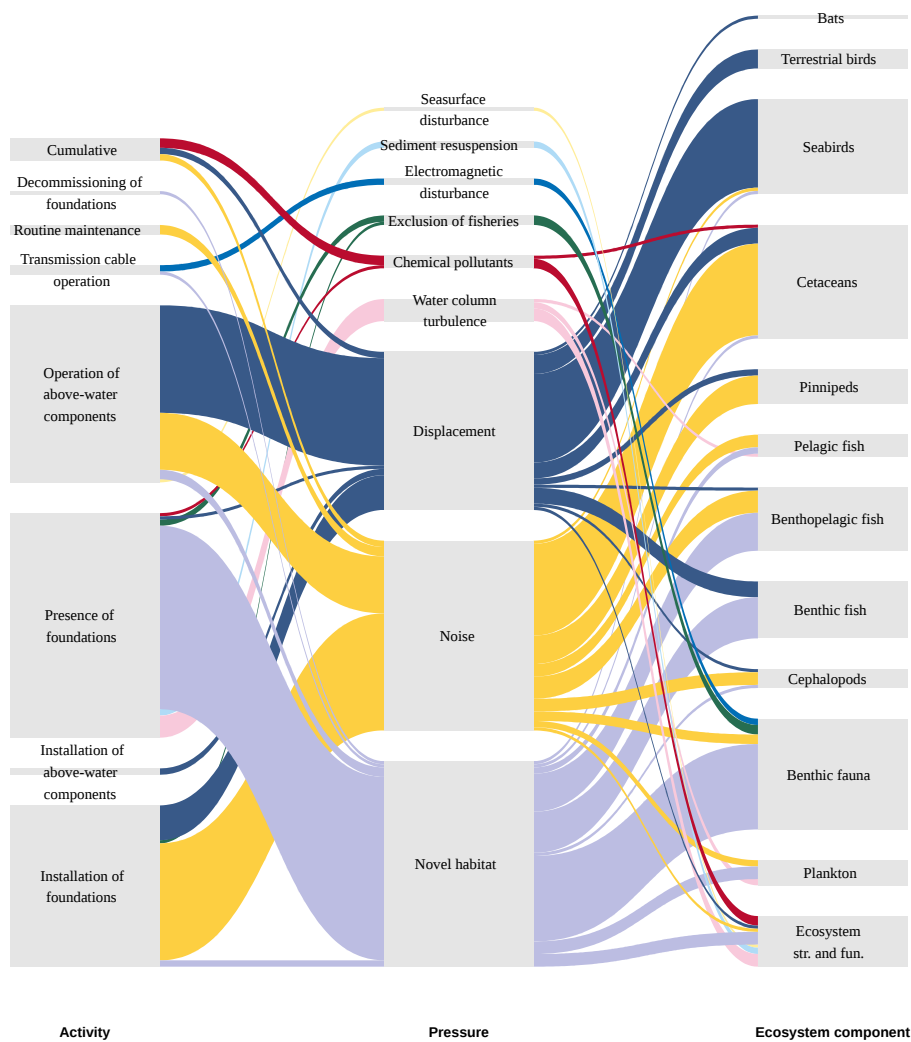 Cumulative
Decommissioning of
foundations
Routine maintenance
Transmission cable
operation
Operation of
above-water
components
Presence of
foundations
Installation of
above-water
components
Installation of
foundations
Seasurface
disturbance
Sediment resuspension
Electromagnetic
disturbance
Exclusion of fisheries
Chemical pollutants
Water column
turbulence
Displacement
Noise
Novel habitat
Bats
Terrestrial birds
Seabirds
Cetaceans
Pinnipeds
Pelagic fish
Benthopelagic fish
Benthic fish
Cephalopods
Benthic fauna
Plankton
Ecosystem
str. and fun.
Activity
Pressure
Ecosystem component